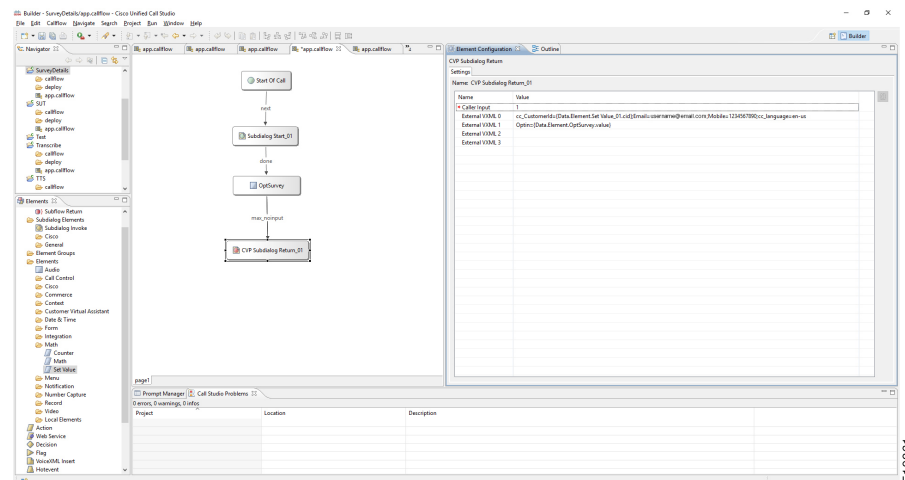 Builder - SurveyDetails/app.callflow - Cisco Unified Call Studio
File Edit Callflow Navigate Search Project Run Window Help
Builder
Navigator
SurveyDetails
callflow
deploy
app.callflow
SUT
callflow
deploy
app.callflow
Test
Transcribe
callflow
deploy
app.callflow
TTS
callflow
Elements
Subflow Return
Subdialog Elements
Subdialog Invoke
Cisco
General
Element Groups
Elements
Audio
Call Control
Cisco
Commerce
Context
Customer Virtual Assistant
Date & Time
Form
Integration
Math
Counter
Math
Set Value
Menu
Notification
Number Capture
Record
Video
Local Elements
Action
Web Service
Decision
Flag
VoiceXML Insert
Hotevent
app.callflow app.callflow app.callflow *app.callflow app.callflow
Start Of Call
next
Subdialog Start_01
done
OptSurvey
max_noinput
CVP Subdialog Return_01
page1
Element Configuration Outline
CVP Subdialog Return
Settings
Name: CVP Subdialog Return_01
Name Value
* Caller Input 1
External VXML 0 cc_CustomerId={Data.Element.Set Value_01.cid};Email=username@email.com;Mobile=1234567890;cc_language=en-us
External VXML 1 Optin={Data.Element.OptSurvey.value}
External VXML 2
External VXML 3
Prompt Manager Call Studio Problems
0 errors, 0 warnings, 0 infos
Project Location Description